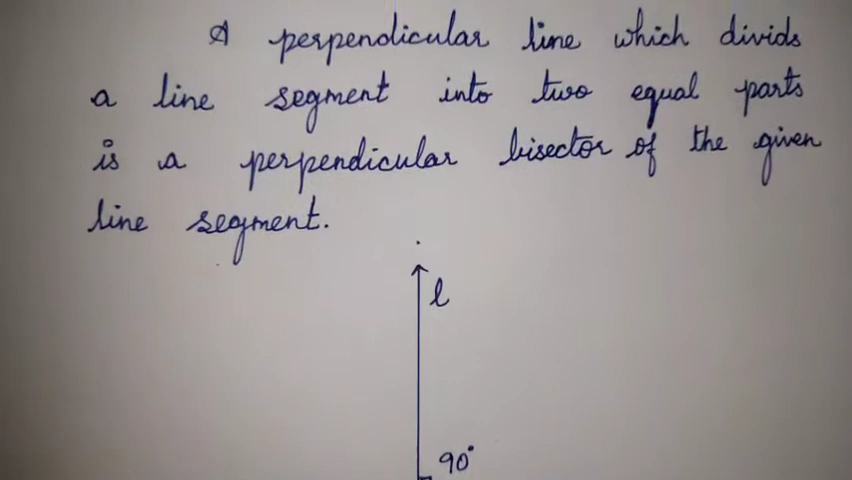 A perpendicular line which divids
a line segment into two equal parts
is a perpendicular bisector of the given
line segment.
l
90°